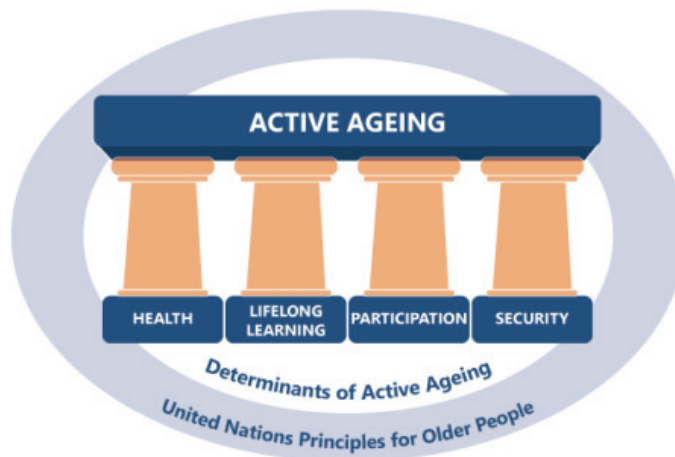 ACTIVE AGEING
HEALTH
LIFELONG
LEARNING
PARTICIPATION
SECURITY
Determinants of Active Ageing
United Nations Principles for Older People